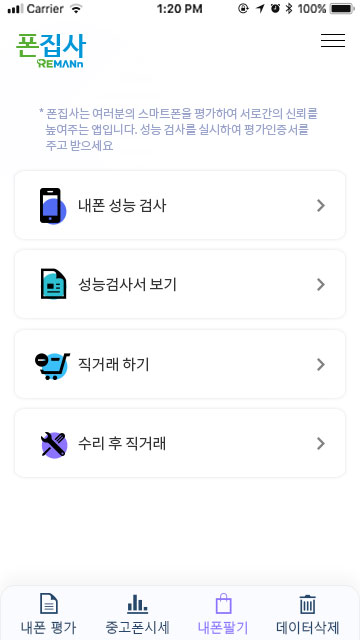 Carrier 1:20 PM 100%
폰집사
REMANn
* 폰집사는 여러분의 스마트폰을 평가하여 서로간의 신뢰를
높여주는 앱입니다. 성능 검사를 실시하여 평가인증서를
주고 받으세요
내폰 성능 검사
성능검사서 보기
직거래 하기
수리 후 직거래
내폰 평가 중고폰시세 내폰팔기 데이터삭제